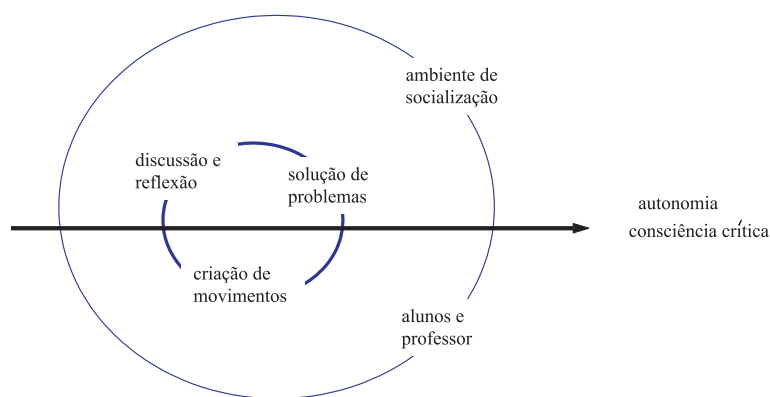 ambiente de
socialização
discussão e
reflexão
solução de
problemas
autonomia
consciência crítica
criação de
movimentos
alunos e
professor